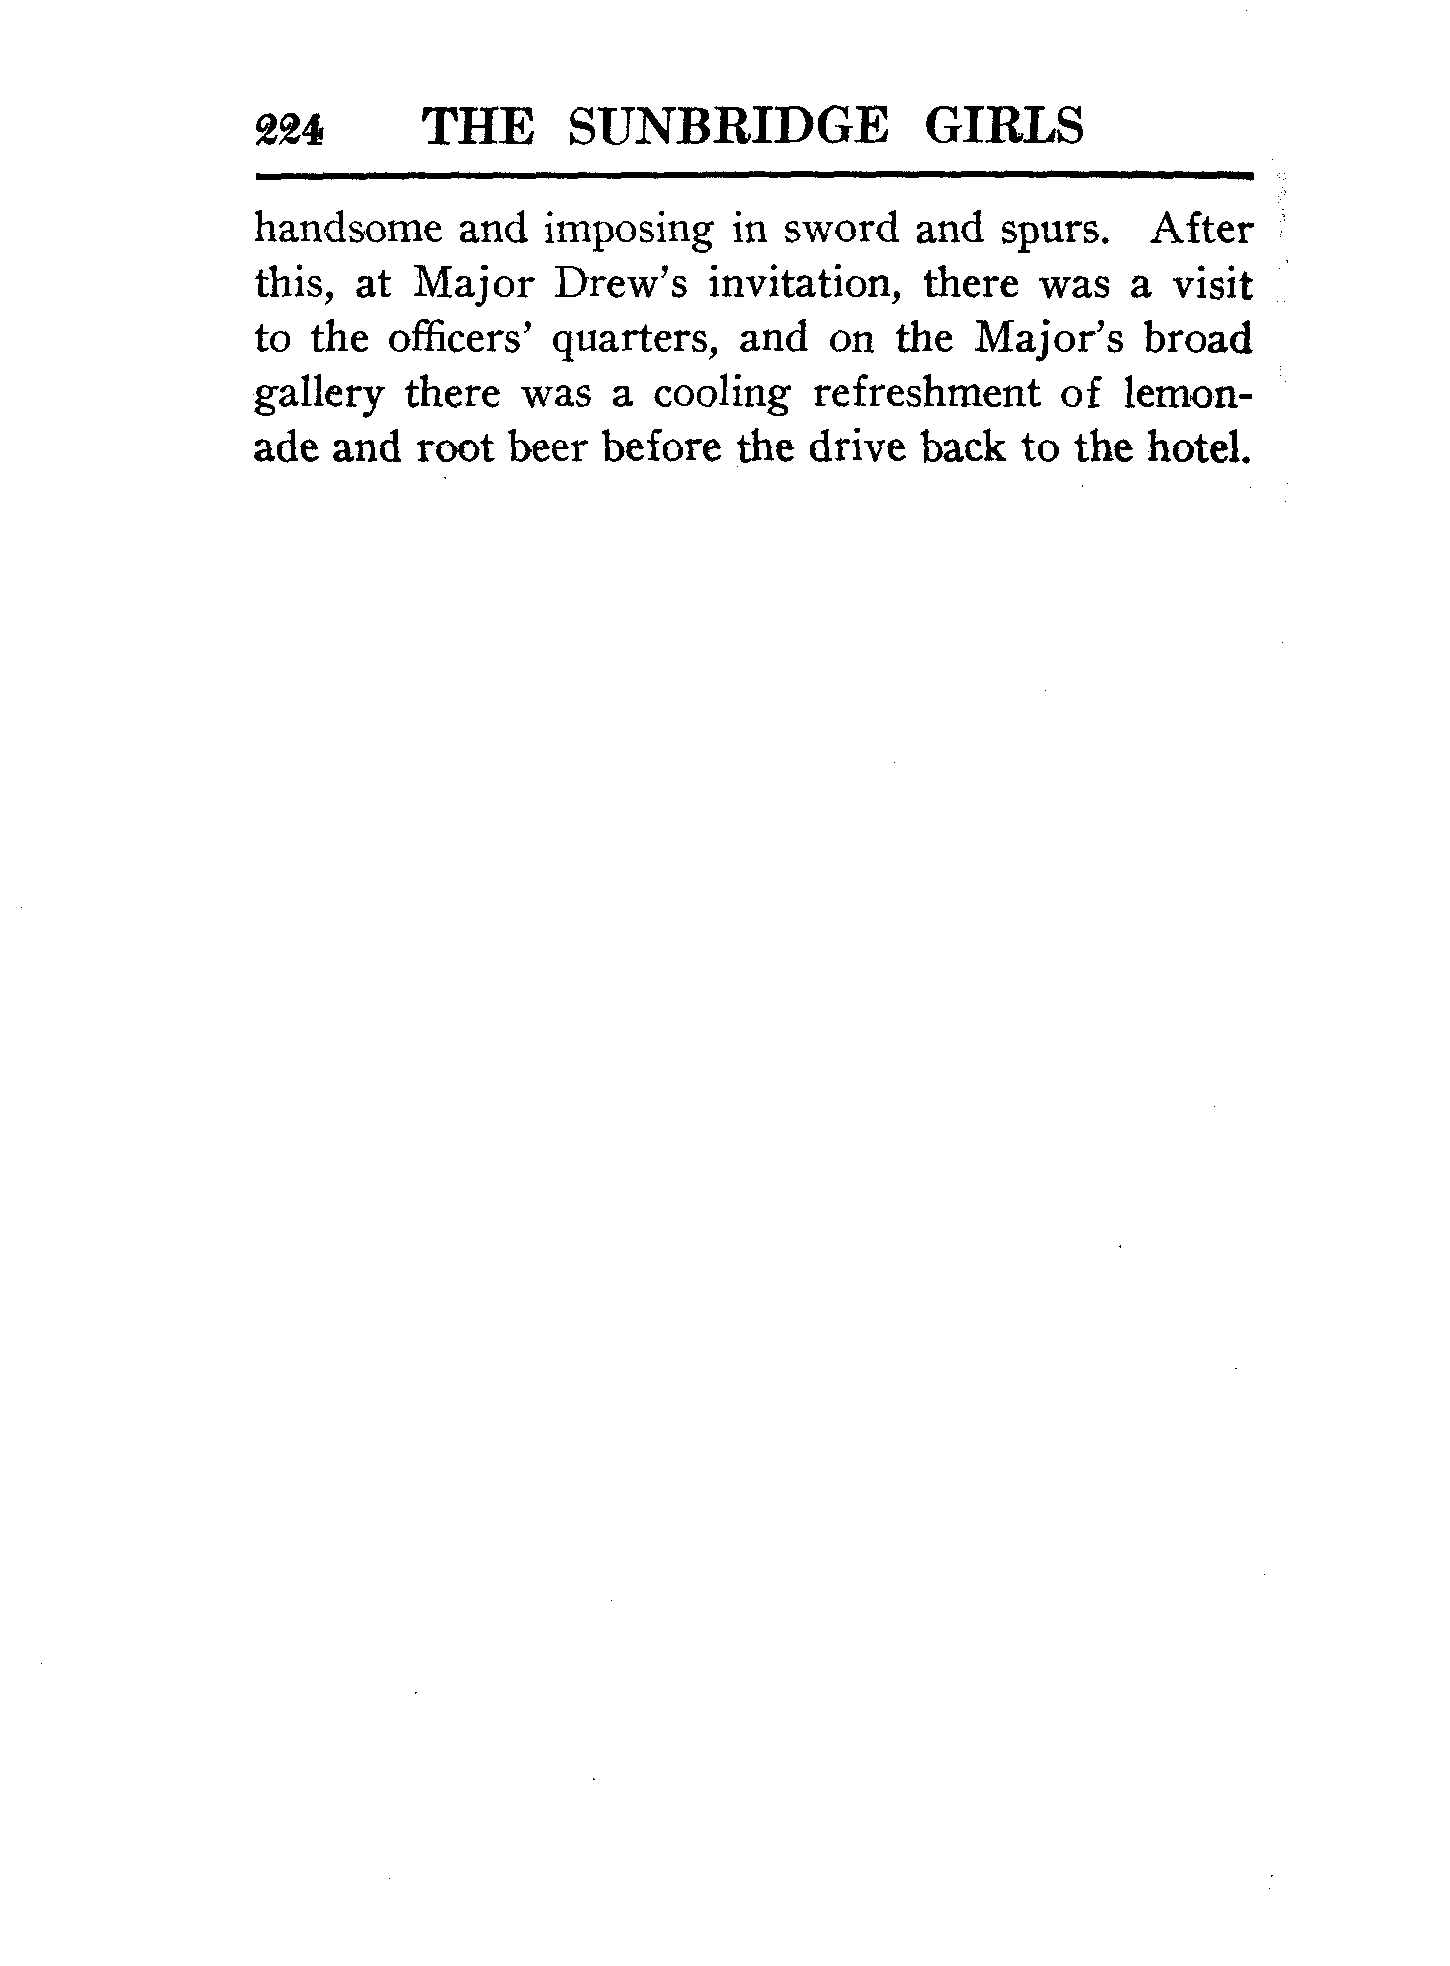 224 THE SUNBRIDGE GIRLS
handsome and imposing in sword and spurs. After
this, at Major Drew's invitation, there was a visit
to the officers' quarters, and on the Major's broad
gallery there was a cooling refreshment of lemon-
ade and root beer before the drive back to the hotel.